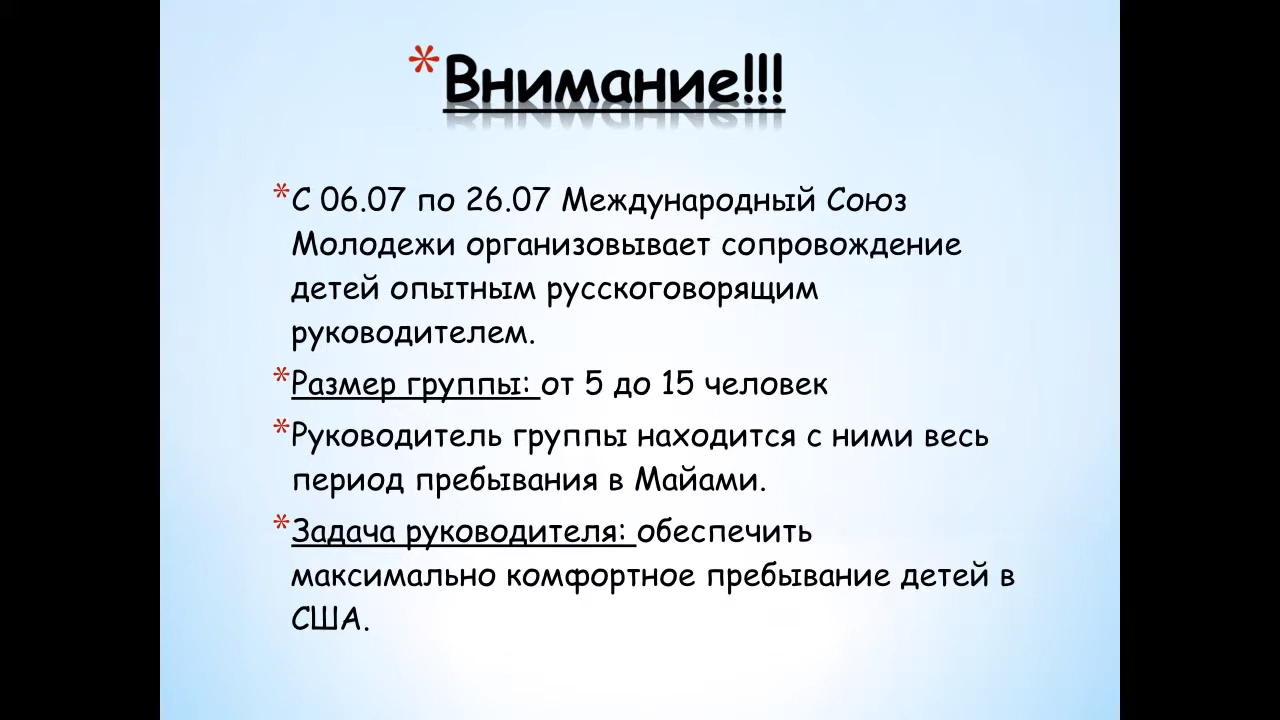 *Внимание!!!
*С 06.07 по 26.07 Международный Союз
Молодежи организовывает сопровождение
детей опытным русскоговорящим
руководителем.
*Размер группы: от 5 до 15 человек
*Руководитель группы находится с ними весь
период пребывания в Майами.
*Задача руководителя: обеспечить
максимально комфортное пребывание детей в
США.